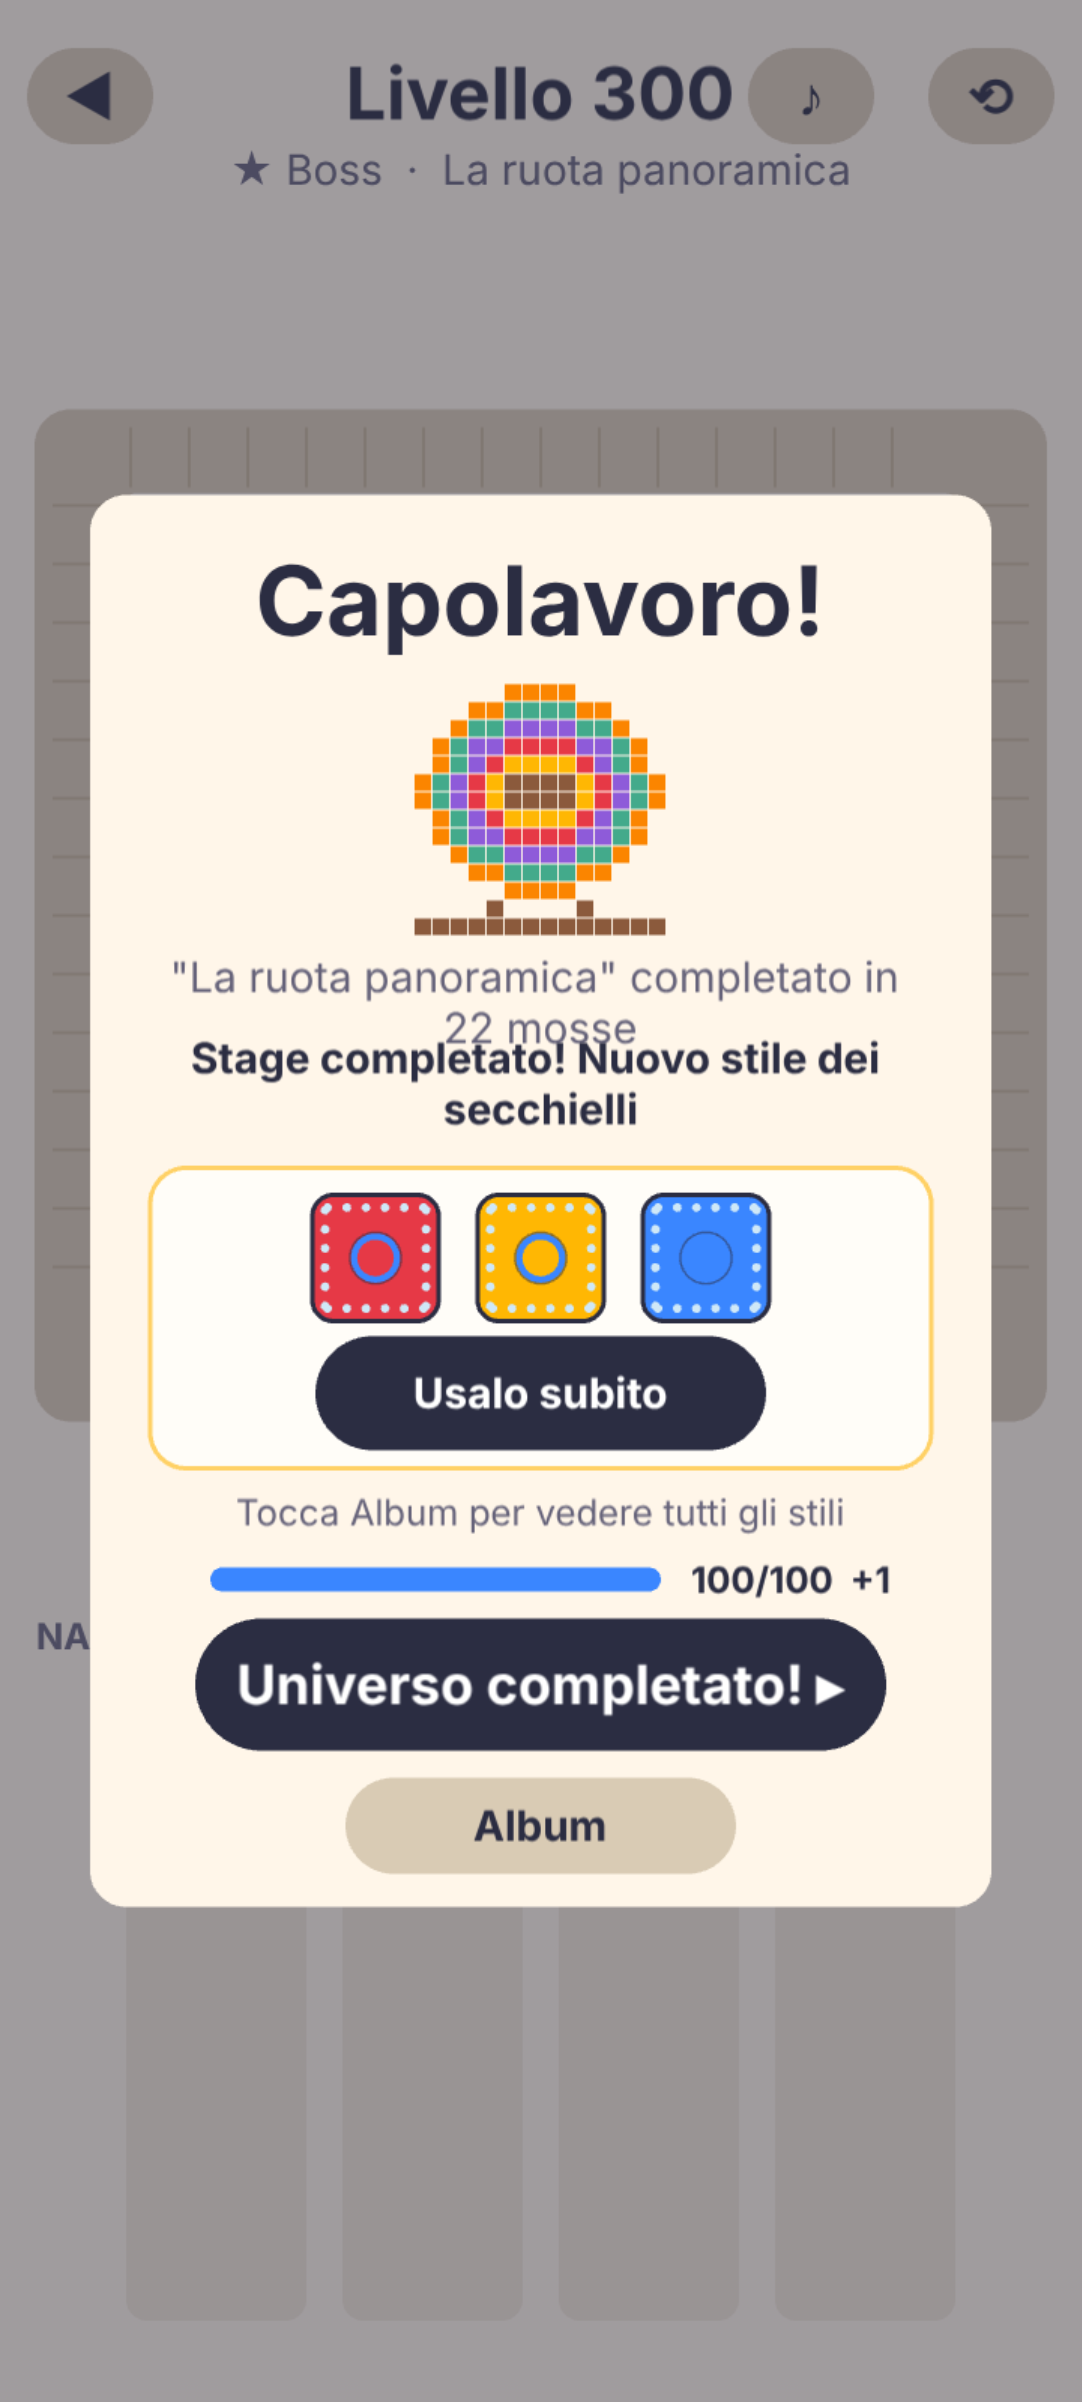 Livello 300
★ Boss · La ruota panoramica
Capolavoro!
"La ruota panoramica" completato in
22 mosse
Stage completato! Nuovo stile dei
secchielli
Usalo subito
Tocca Album per vedere tutti gli stili
100/100 +1
NA
Universo completato! ▶
Album